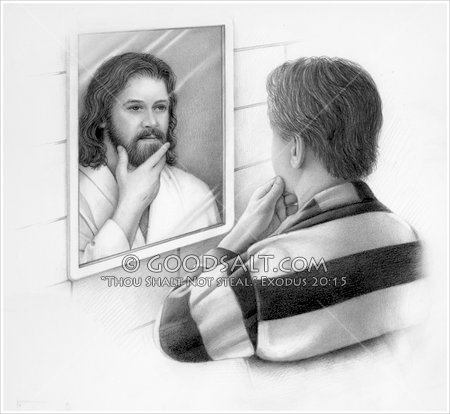 © GOODSALT.COM
"THOU SHALT NOT STEAL." EXODUS 20:15